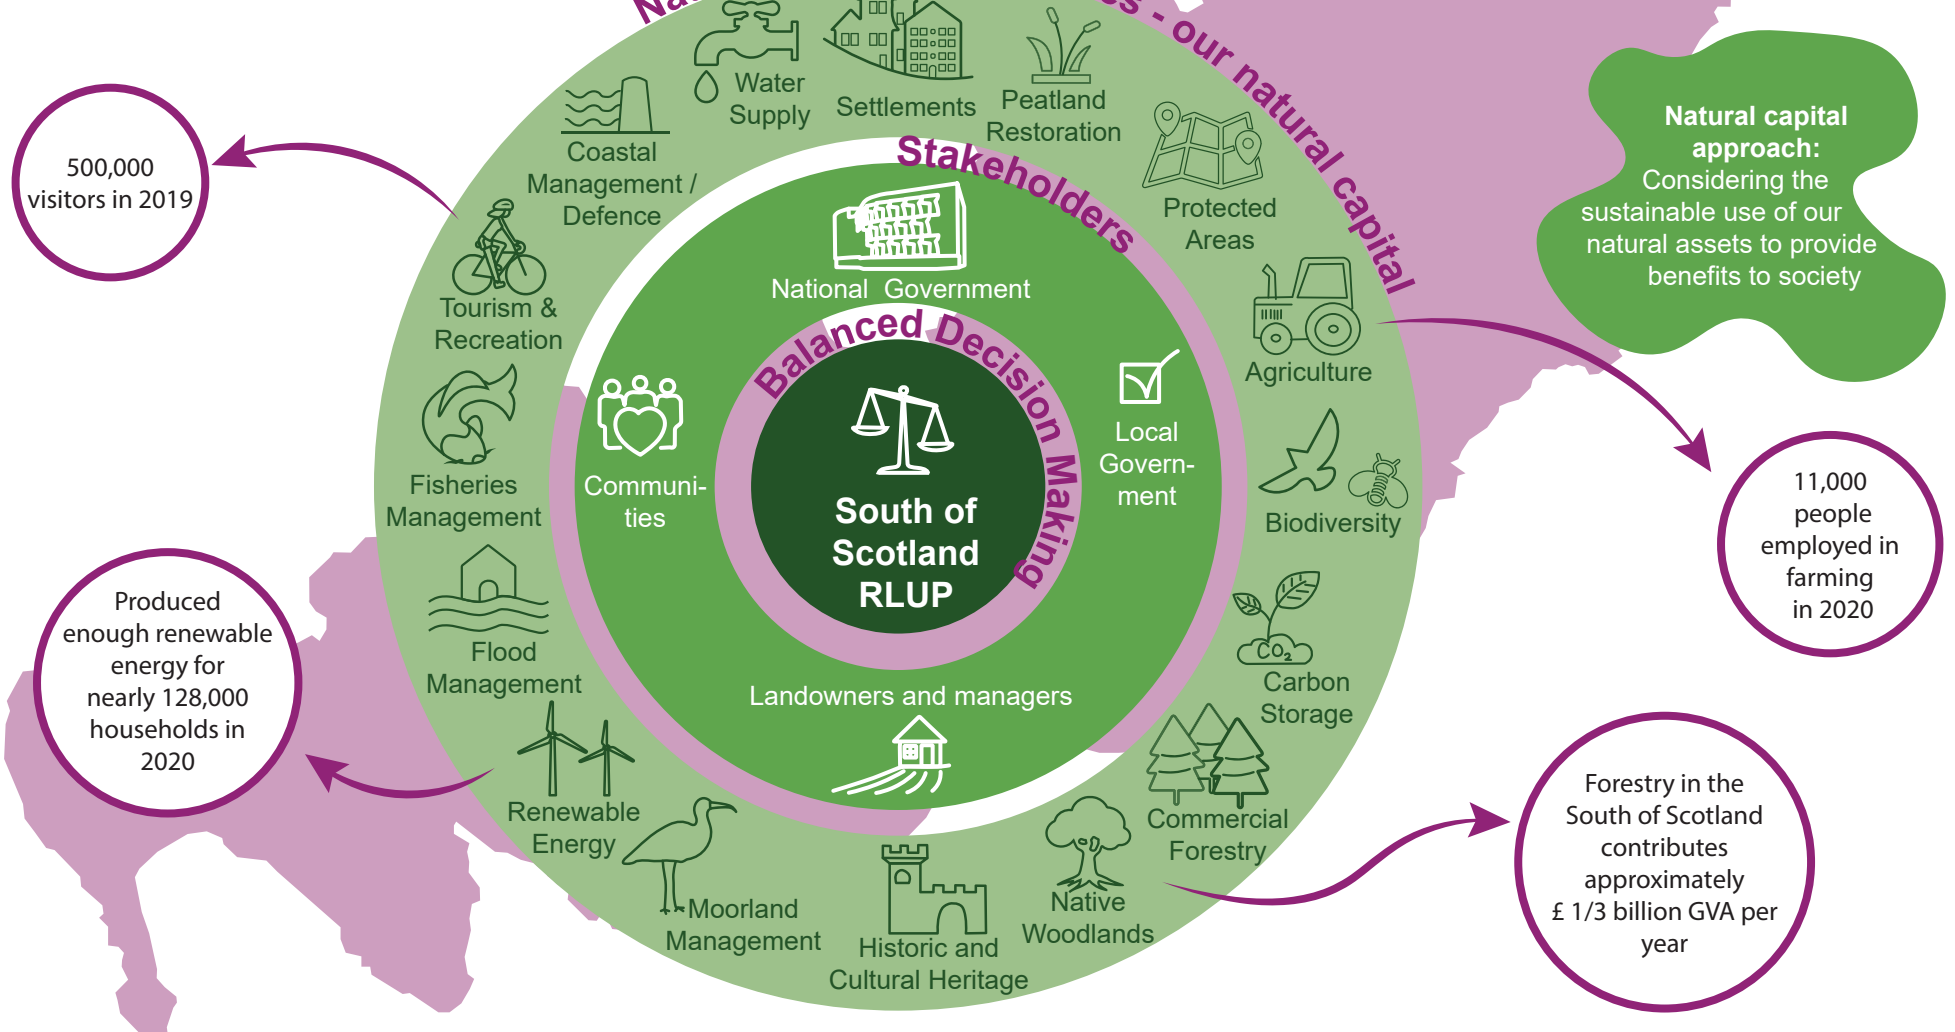 - our natural capital
Water
Supply
Settlements
Peatland
Restoration
Coastal
Management /
Defence
Protected
Areas
Tourism &
Recreation
Agriculture
Fisheries
Management
Biodiversity
Flood
Management
Carbon
Storage
Renewable
Energy
Commercial
Forestry
Moorland
Management
Historic and
Cultural Heritage
Native
Woodlands
Stakeholders
National Government
Communi-
ties
Local
Govern-
ment
Landowners and managers
Balanced Decision Making
South of
Scotland
RLUP
CO2
500,000
visitors in 2019
Produced
enough renewable
energy for
nearly 128,000
households in
2020
Natural capital
approach:
Considering the
sustainable use of our
natural assets to provide
benefits to society
11,000
people
employed in
farming
in 2020
Forestry in the
South of Scotland
contributes
approximately
£ 1/3 billion GVA per
year